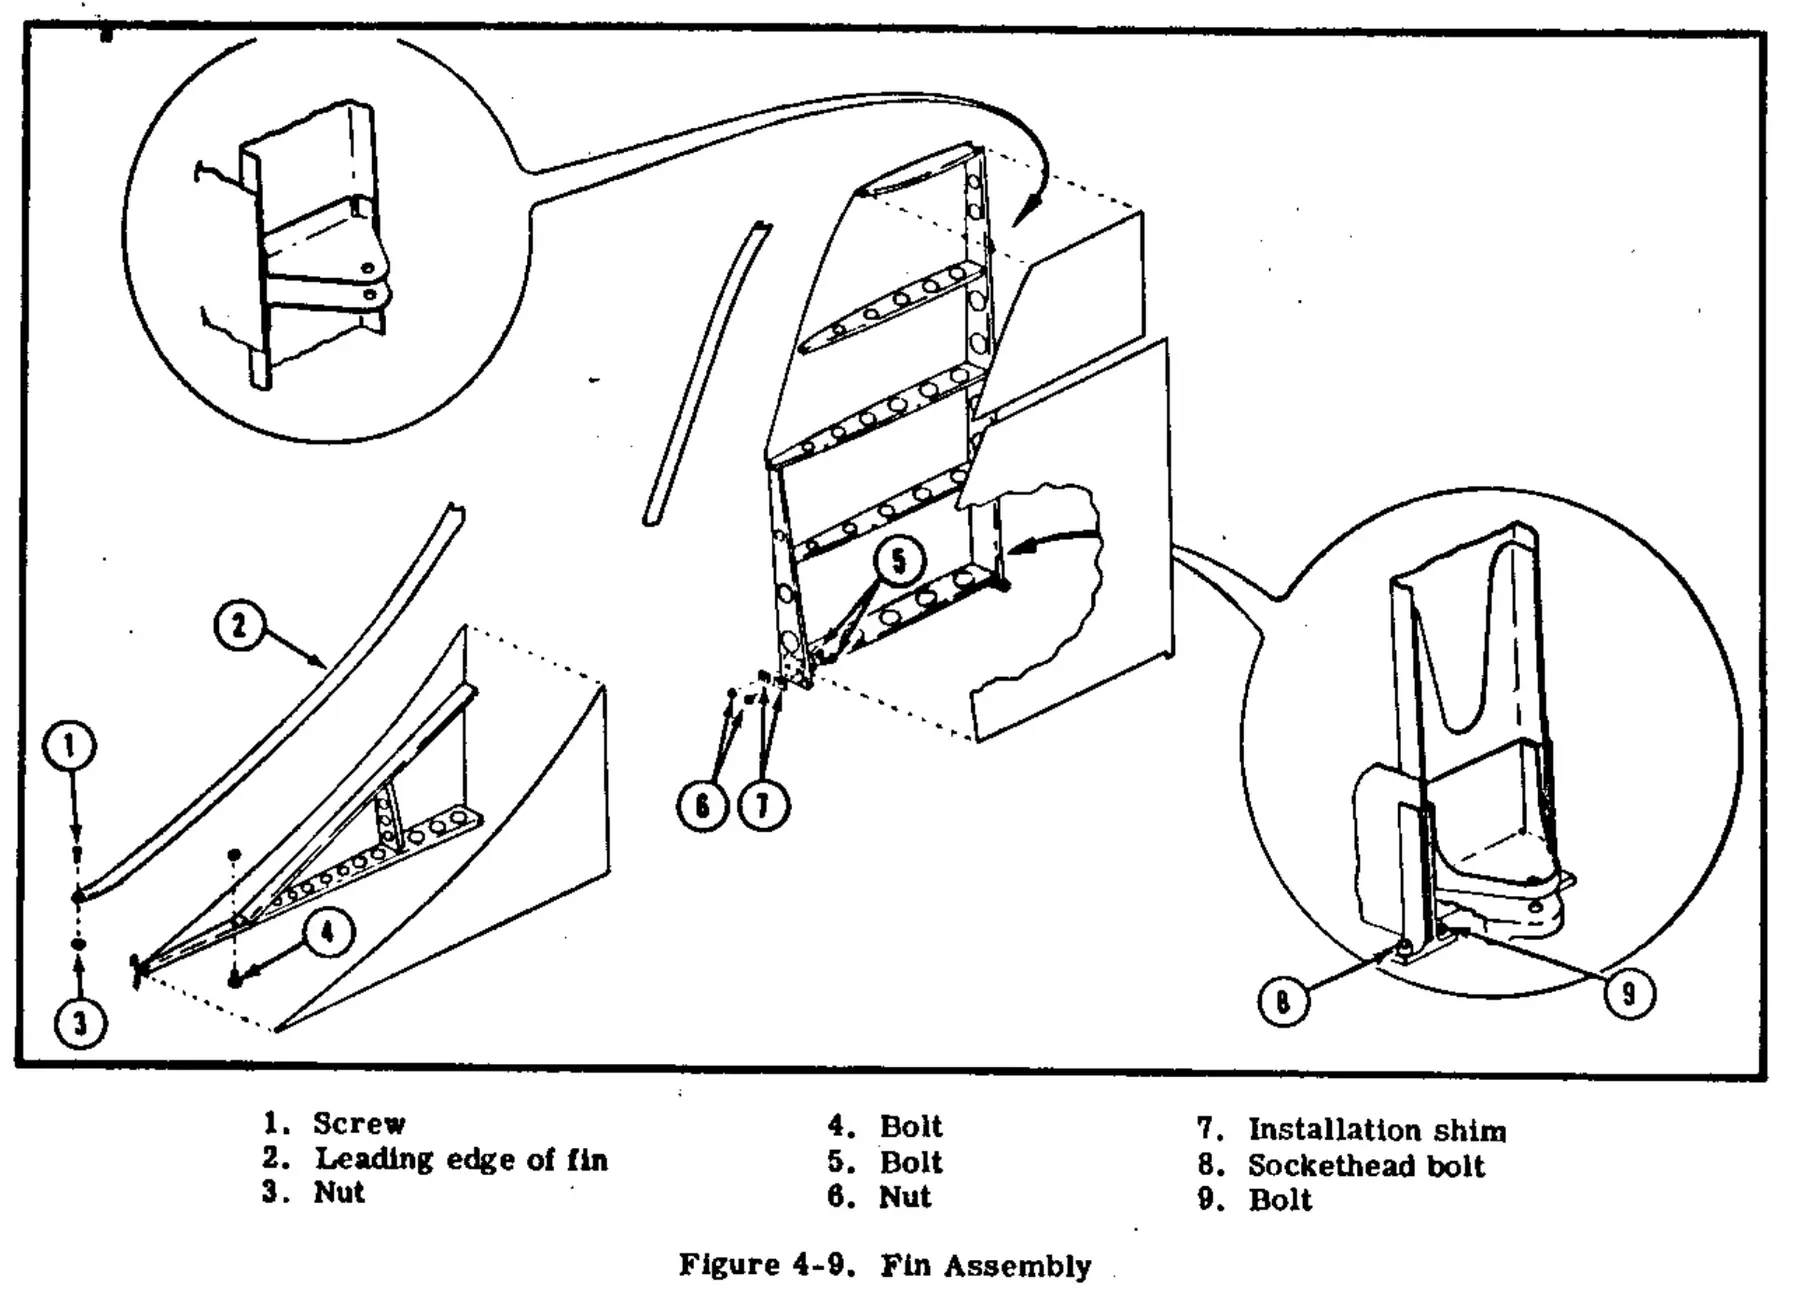 5
2
1
6 7
4
8 9
3
1. Screw
2. Leading edge of fin
3. Nut
4. Bolt
5. Bolt
6. Nut
7. Installation shim
8. Sockethead bolt
9. Bolt
Figure 4-9. Fin Assembly